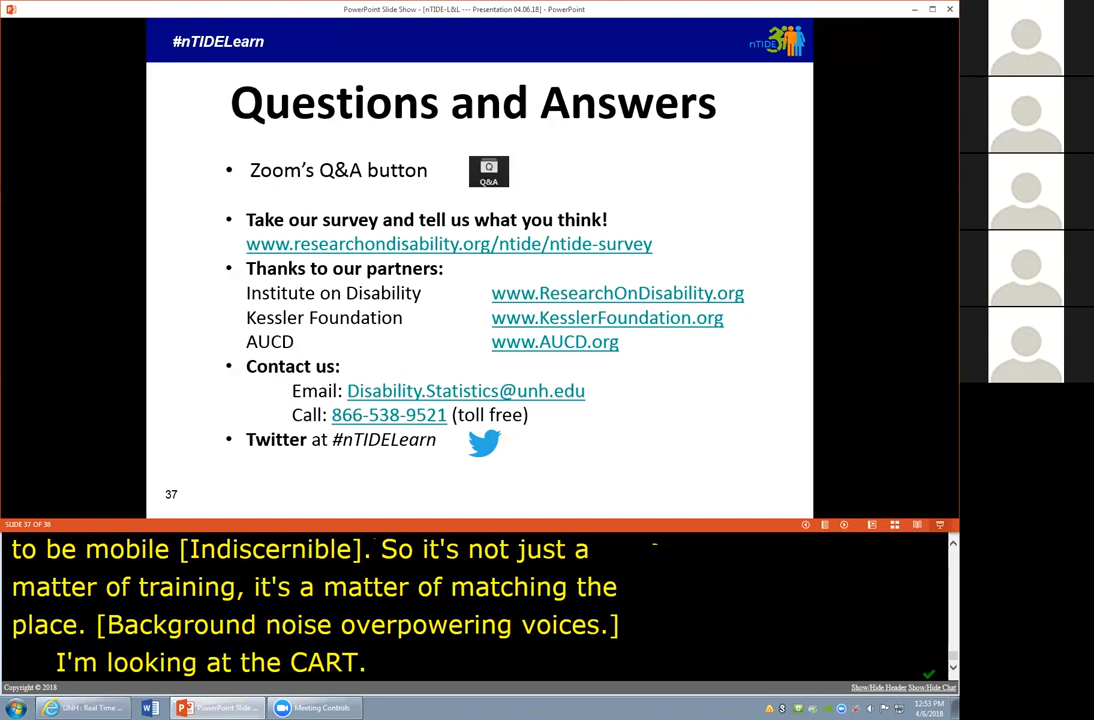 PowerPoint Slide Show - [nTIDE-L&L --- Presentation 04.06.18] - PowerPoint
#nTIDELearn
nTIDE
Questions and Answers
• Zoom's Q&A button
Q
Q&A
• Take our survey and tell us what you think!
www.researchondisability.org/ntide/ntide-survey
• Thanks to our partners:
Institute on Disability www.ResearchOnDisability.org
Kessler Foundation www.KesslerFoundation.org
AUCD www.AUCD.org
• Contact us:
Email: Disability.Statistics@unh.edu
Call: 866-538-9521 (toll free)
• Twitter at #nTIDELearn
37
SLIDE 37 OF 38
to be mobile [Indiscernible]. So it's not just a
matter of training, it's a matter of matching the
place. [Background noise overpowering voices.]
I'm looking at the CART.
Copyright © 2018 Show/Hide Header Show/Hide Chat
UNH : Real Time ... PowerPoint Slide ... Meeting Controls
12:53 PM
4/6/2018